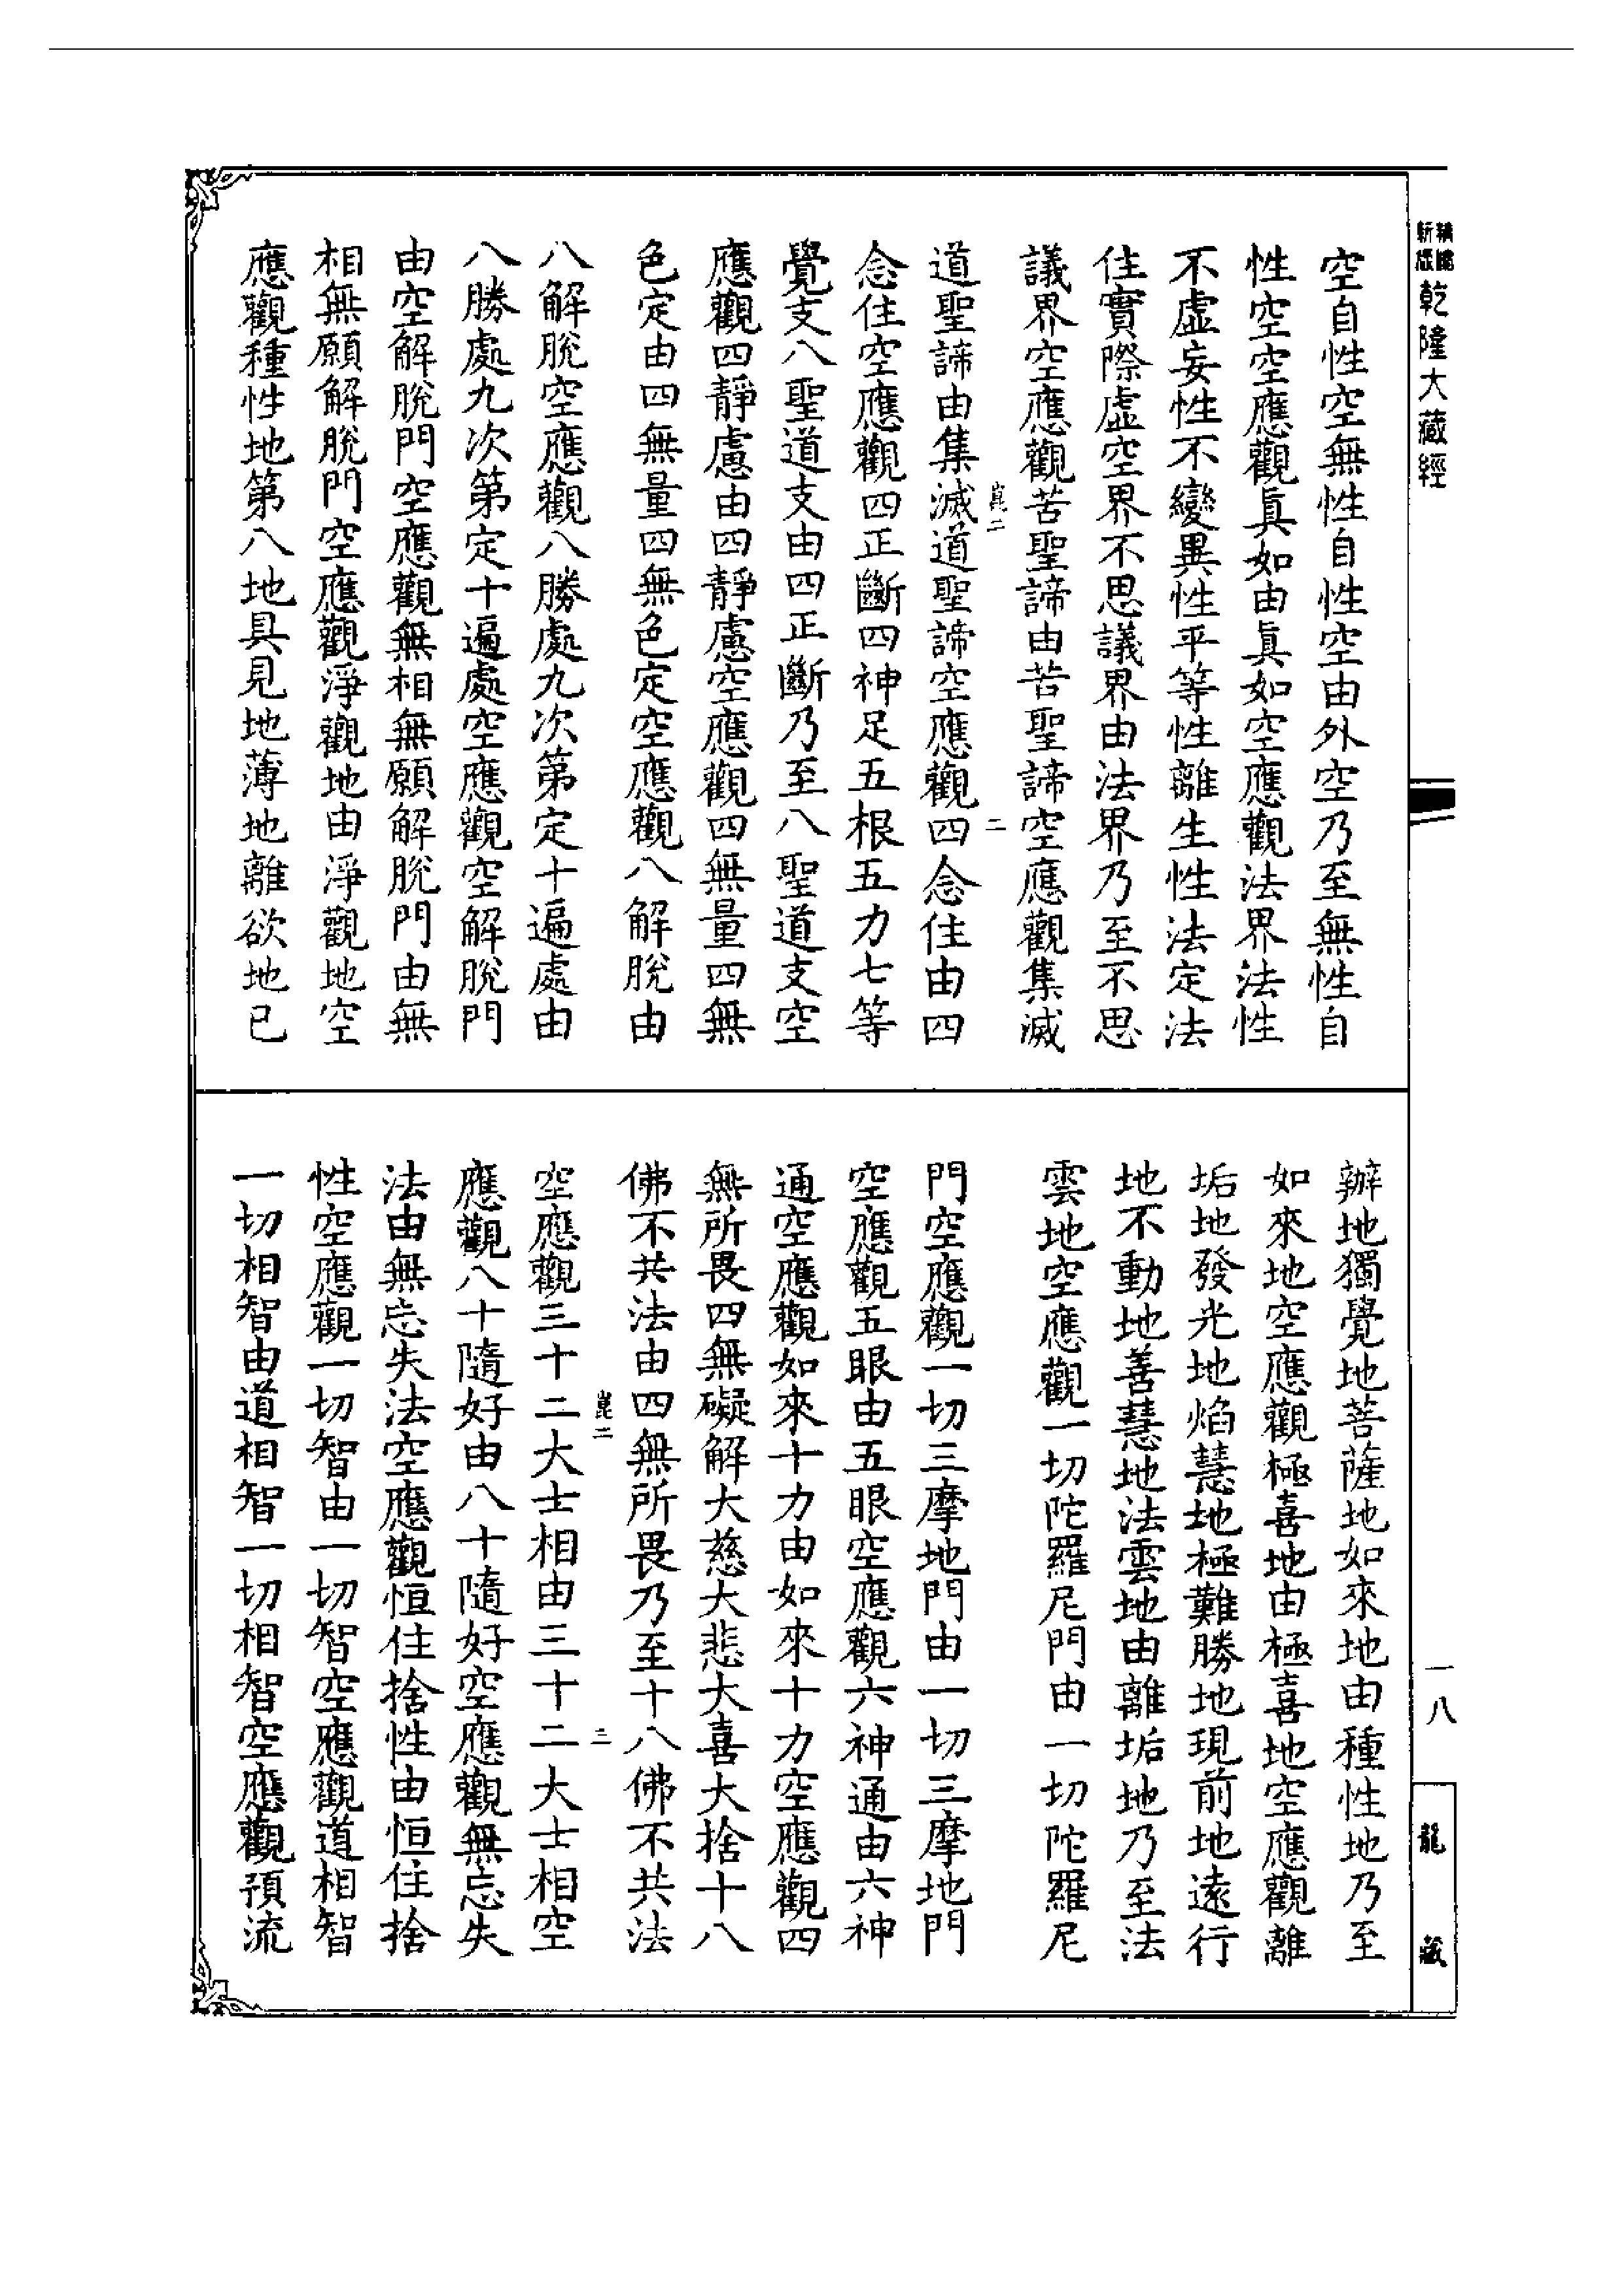 新精
成縮
乾隆大藏經
空自性空無性自性空由外空乃至無性自
性空空應觀眞如由眞如空應觀法界法性
不虛妄性不變異性平等性離生性法定法
住實際虛空界不思議界由法界乃至不思
議界空應觀苦聖諦由苦聖諦空應觀集滅
崑二
二
道聖諦由集滅道聖諦空應觀四念住由四
念住空應觀四正斷四神足五根五力七等
覺支八聖道支由四正斷乃至八聖道支空
應觀四靜慮由四靜慮空應觀四無量四無
色定由四無量四無色定空應觀八解脫由
八解脫空應觀八勝處九次第定十遍處由
八勝處九次第定十遍處空應觀空解脫門
由空解脫門空應觀無相無願解脫門由無
相無願解脫門空應觀淨觀地由淨觀地空
應觀種性地第八地具見地薄地離欲地已
辦地獨覺地菩薩地如來地由種性地乃至
如來地空應觀極喜地由極喜地空應觀離
垢地發光地焰慧地極難勝地現前地遠行
地不動地善慧地法雲地由離垢地乃至法
雲地空應觀一切陀羅尼門由一切陀羅尼
門空應觀一切三摩地門由一切三摩地門
空應觀五眼由五眼空應觀六神通由六神
通空應觀如來十力由如來十力空應觀四
無所畏四無礙解大慈大悲大喜大捨十八
佛不共法由四無所畏乃至十八佛不共法
崑二
三
空應觀三十二大士相由三十二大士相空
應觀八十隨好由八十隨好空應觀無忘失
法由無忘失法空應觀恒住捨性由恒住捨
性空應觀一切智由一切智空應觀道相智
一切相智由道相智一切相智空應觀預流
一八
龍藏